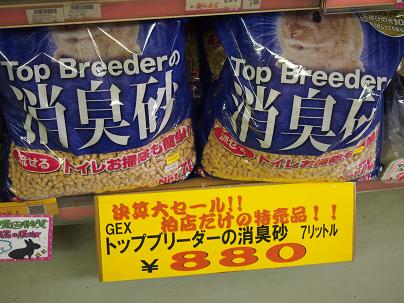 Top Breederの
消臭砂
流せる
トイレお掃除も簡単
Top Breederの
消臭砂
流せる
トイレお掃除も簡単
決算大セール!!
柏店だけの特売品!!
GEX
トップブリーダーの消臭砂 7リットル
¥880